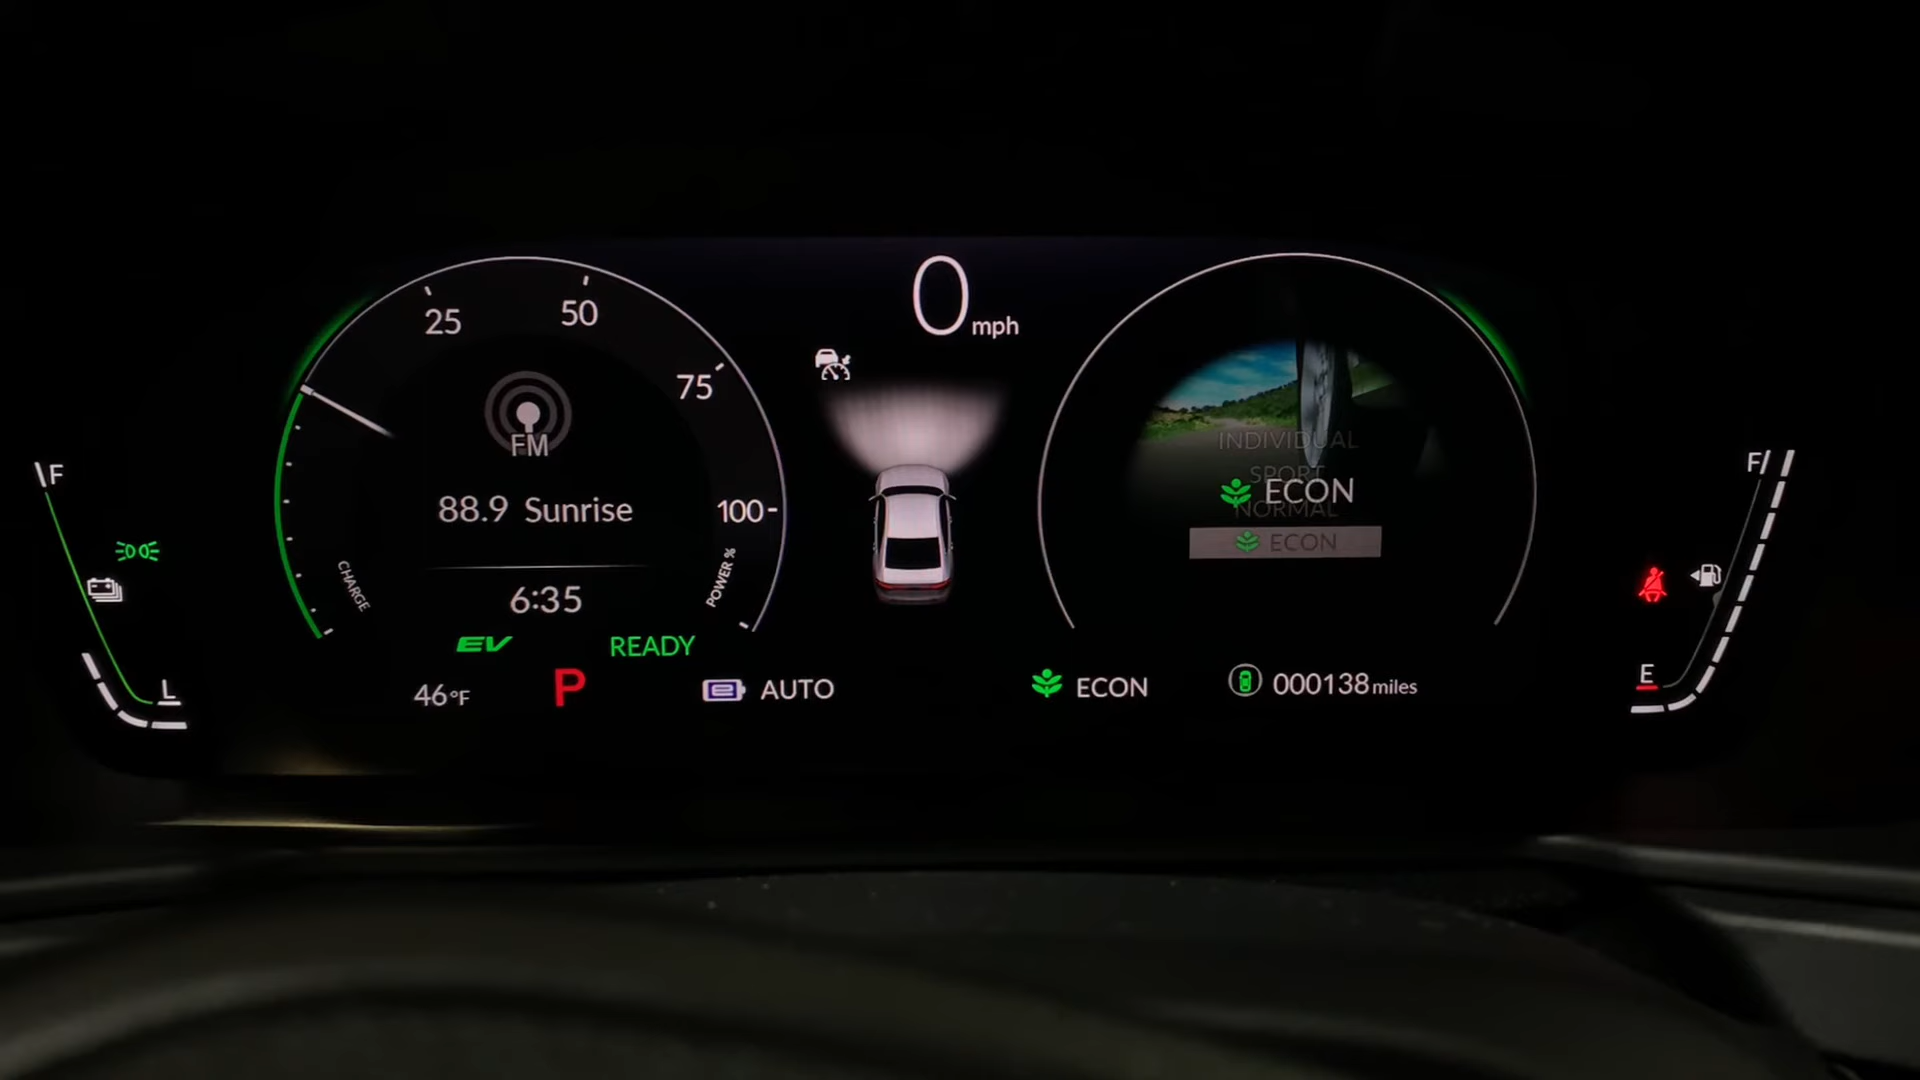 0 mph
25
50
75
100
FM
88.9 Sunrise
CHARGE
POWER %
6:35
EV
READY
46°F
P
AUTO
INDIVIDUAL
SPORT
ECON
NORMAL
ECON
ECON
000138 miles
F
L
F
E